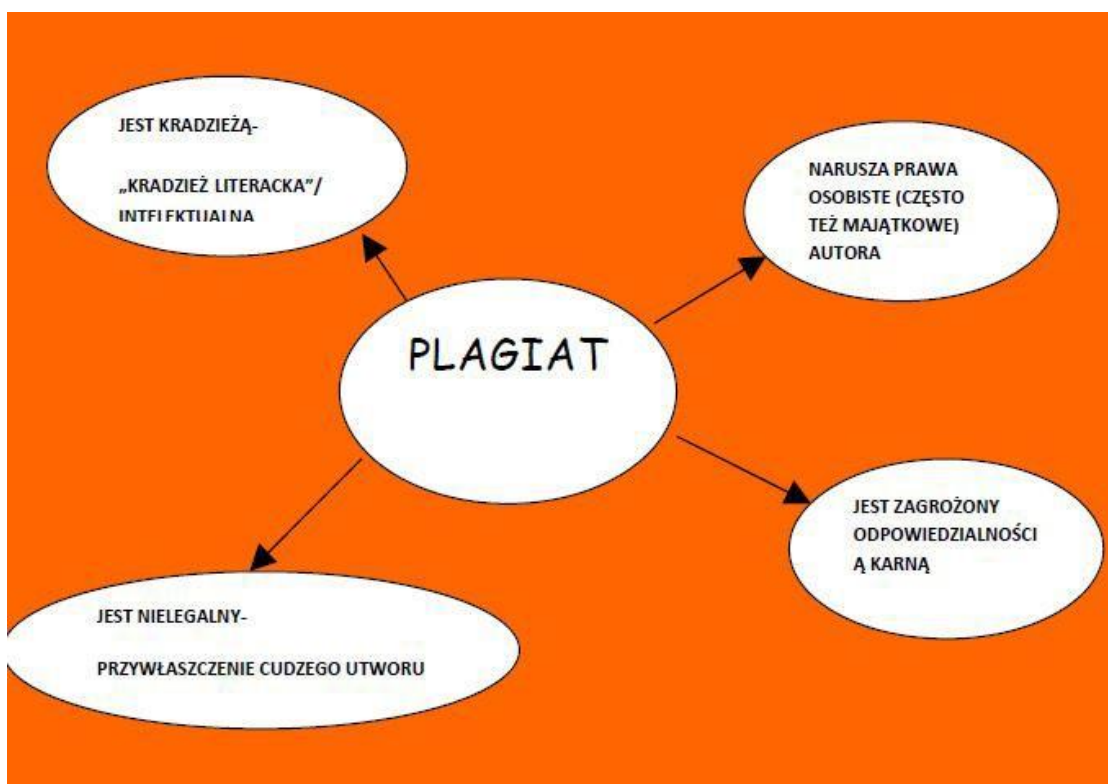 JEST KRADZIEŻĄ-
„KRADZIEŻ LITERACKA”/
INTELEKTUALNA
NARUSZA PRAWA
OSOBISTE (CZĘSTO
TEŻ MAJĄTKOWE)
AUTORA
PLAGIAT
JEST ZAGROŻONY
ODPOWIEDZIALNOŚCI
Ą KARNĄ
JEST NIELEGALNY-
PRZYWŁASZCZENIE CUDZEGO UTWORU